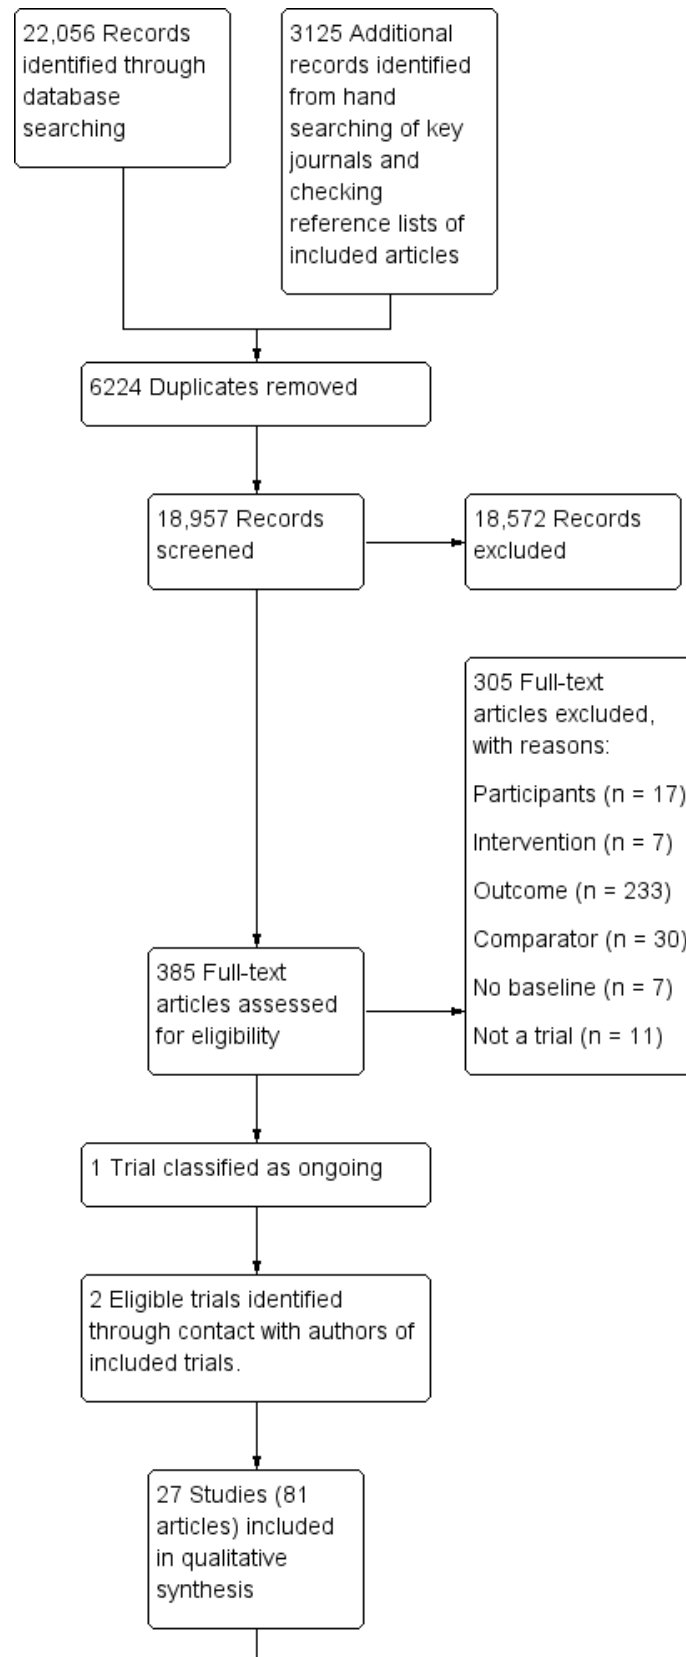 22,056 Records
identified through
database
searching
3125 Additional
records identified
from hand
searching of key
journals and
checking
reference lists of
included articles
6224 Duplicates removed
18,957 Records
screened
18,572 Records
excluded
305 Full-text
articles excluded,
with reasons:
Participants (n = 17)
Intervention (n = 7)
Outcome (n = 233)
Comparator (n = 30)
No baseline (n = 7)
Not a trial (n = 11)
385 Full-text
articles assessed
for eligibility
1 Trial classified as ongoing
2 Eligible trials identified
through contact with authors of
included trials.
27 Studies (81
articles) included
in qualitative
synthesis